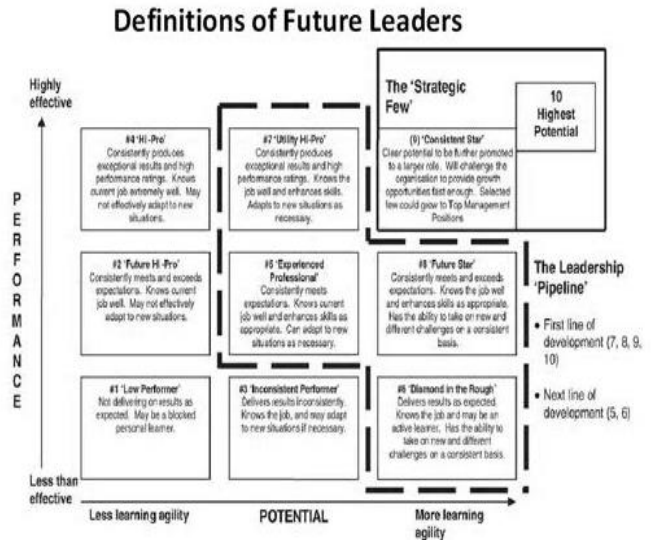 Definitions of Future Leaders
Highly
effective
PERFORMANCE
Less than
effective
#4 'Hi-Pro'
Consistently produces
exceptional results and high
performance ratings. Knows
current job extremely well. May
not effectively adapt to new
situations.
#7 'Utility Hi-Pro'
Consistently produces
exceptional results and high
performance ratings. Knows the
job well and enhances skills.
Adapts to new situations as
necessary.
The 'Strategic
Few'
10
Highest
Potential
(9) 'Consistent Star'
Clear potential to be further promoted
to a larger role. Will challenge the
organisation to provide growth
opportunities fast enough. Selected
few could grow to Top Management
Positions
#2 'Future Hi-Pro'
Consistently meets and exceeds
expectations. Knows current
job well. May not effectively
adapt to new situations.
#5 'Experienced
Professional'
Consistently meets
expectations. Knows current
job well and enhances skills as
appropriate. Can adapt to new
situations as necessary.
#8 'Future Star'
Consistently meets and exceeds
expectations. Knows the job well
and enhances skills as appropriate.
Has the ability to take on new and
different challenges on a consistent
basis.
The Leadership
'Pipeline'
• First line of
development (7, 8, 9,
10)
• Next line of
development (5, 6)
#1 'Low Performer'
Not delivering on results as
expected. May be a blocked
personal learner.
#3 'Inconsistent Performer'
Delivers results inconsistently.
Knows the job, and may adapt
to new situations if necessary.
#6 'Diamond in the Rough'
Delivers results as expected.
Knows the job and may be an
active learner. Has the ability to
take on new and different
challenges on a consistent basis.
Less learning agility
POTENTIAL
More learning
agility